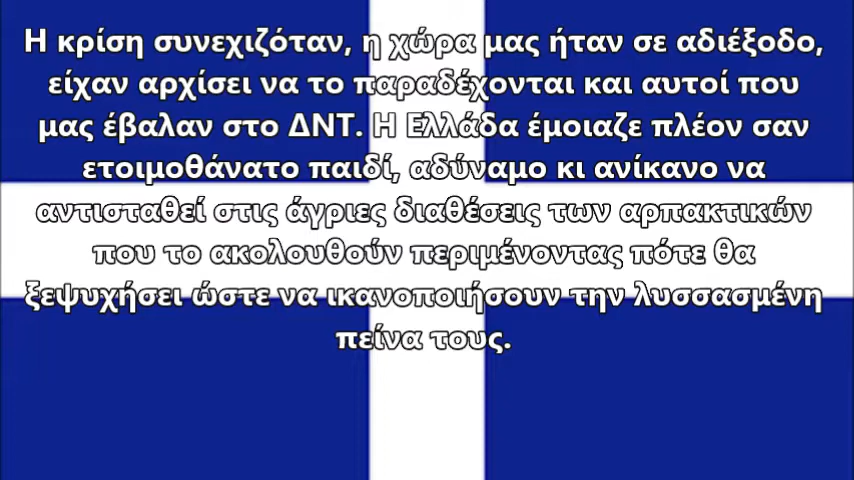 Η κρίση συνεχιζόταν, η χώρα μας ήταν σε αδιέξοδο,
είχαν αρχίσει να το παραδέχονται και αυτοί που
μας έβαλαν στο ΔΝΤ. Η Ελλάδα έμοιαζε πλέον σαν
ετοιμοθάνατο παιδί, αδύναμο κι ανίκανο να
αντισταθεί στις άγριες διαθέσεις των αρπακτικών
που το ακολουθούν περιμένοντας πότε θα
ξεψυχήσει ώστε να ικανοποιήσουν την λυσσασμένη
πείνα τους.